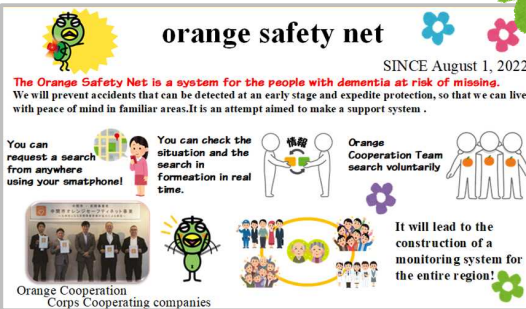 orange safety net
SINCE August 1, 2022
The Orange Safety Net is a system for the people with dementia at risk of missing.
We will prevent accidents that can be detected at an early stage and expedite protection, so that we can live
with peace of mind in familiar areas.It is an attempt aimed to make a support system .
You can
request a search
from anywhere
using your smatphone!
You can check the
situation and the
search in
formeation in real
time.
情報
Orange
Cooperation Team
search voluntarily
It will lead to the
construction of a
monitoring system for
the entire region!
Orange Cooperation
Corps Cooperating companies